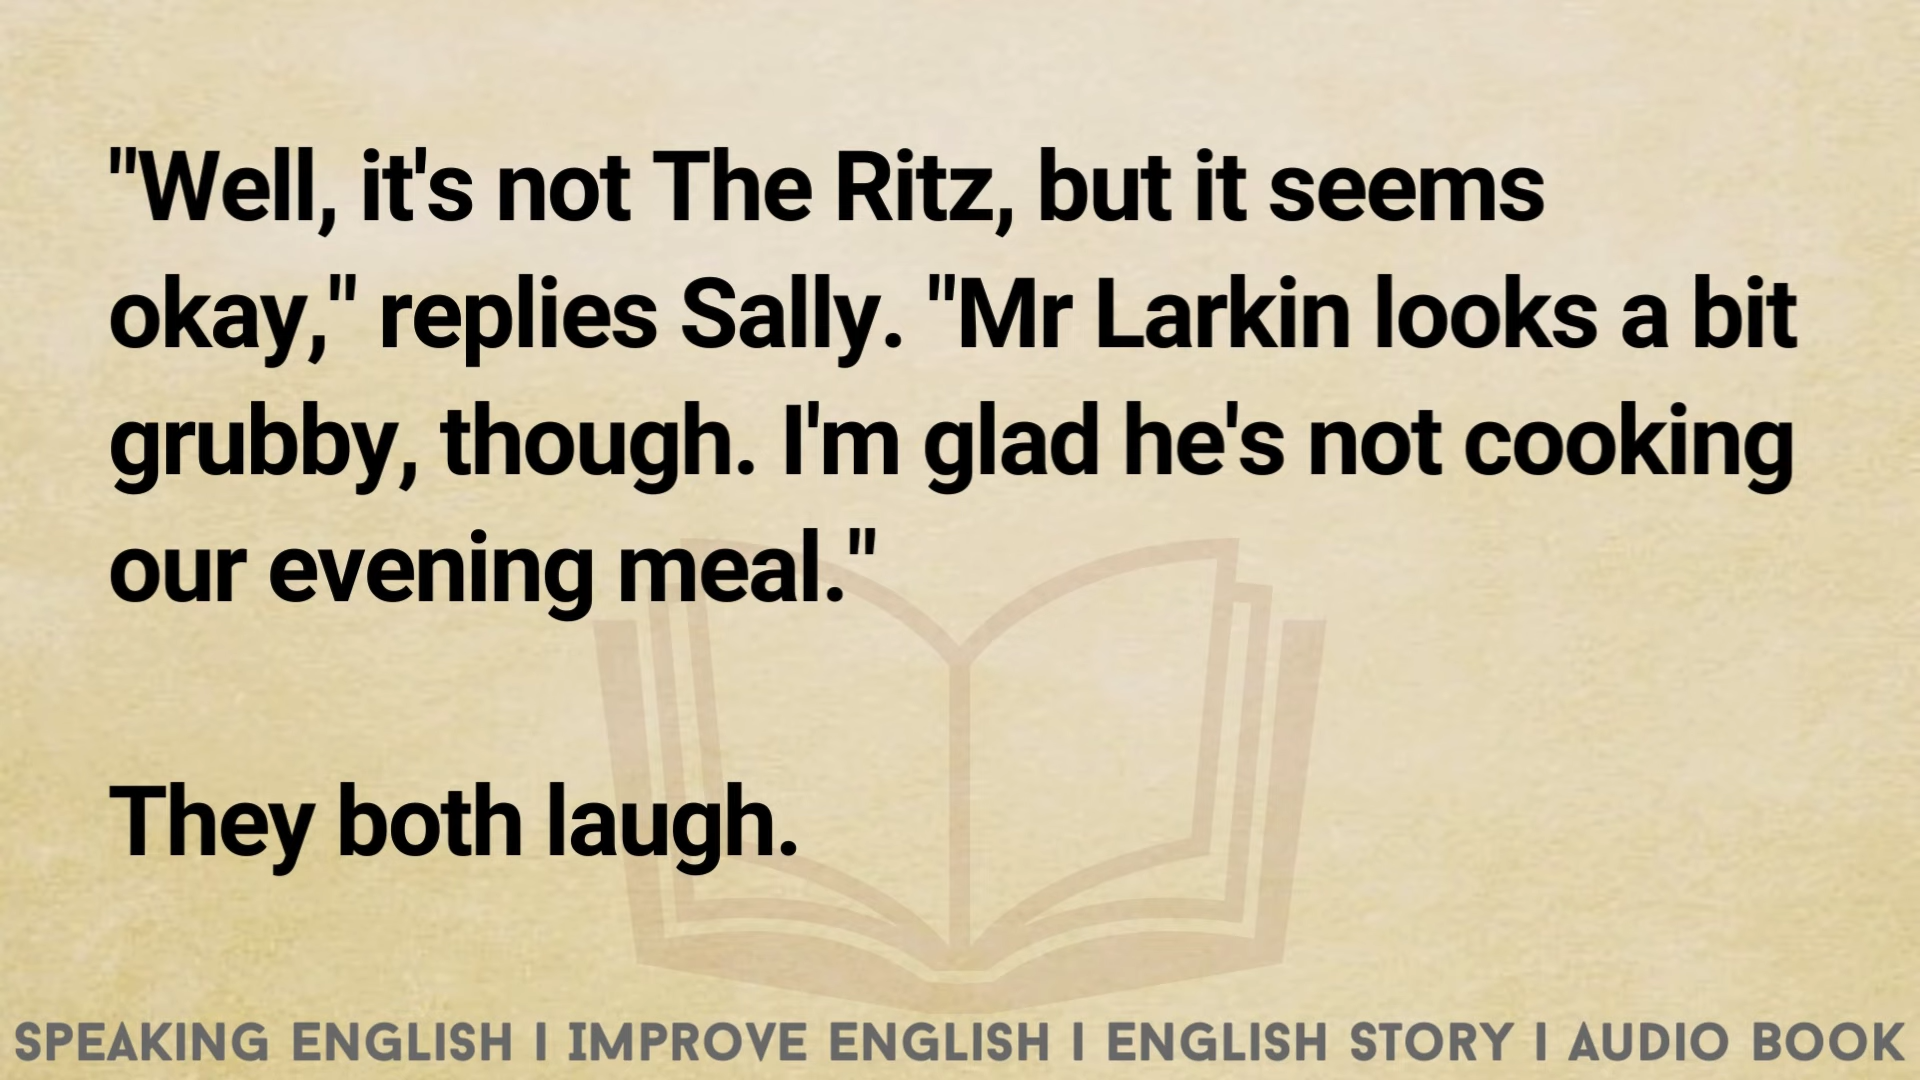 "Well, it's not The Ritz, but it seems
okay," replies Sally. "Mr Larkin looks a bit
grubby, though. I'm glad he's not cooking
our evening meal."
They both laugh.
SPEAKING ENGLISH I IMPROVE ENGLISH I ENGLISH STORY I AUDIO BOOK